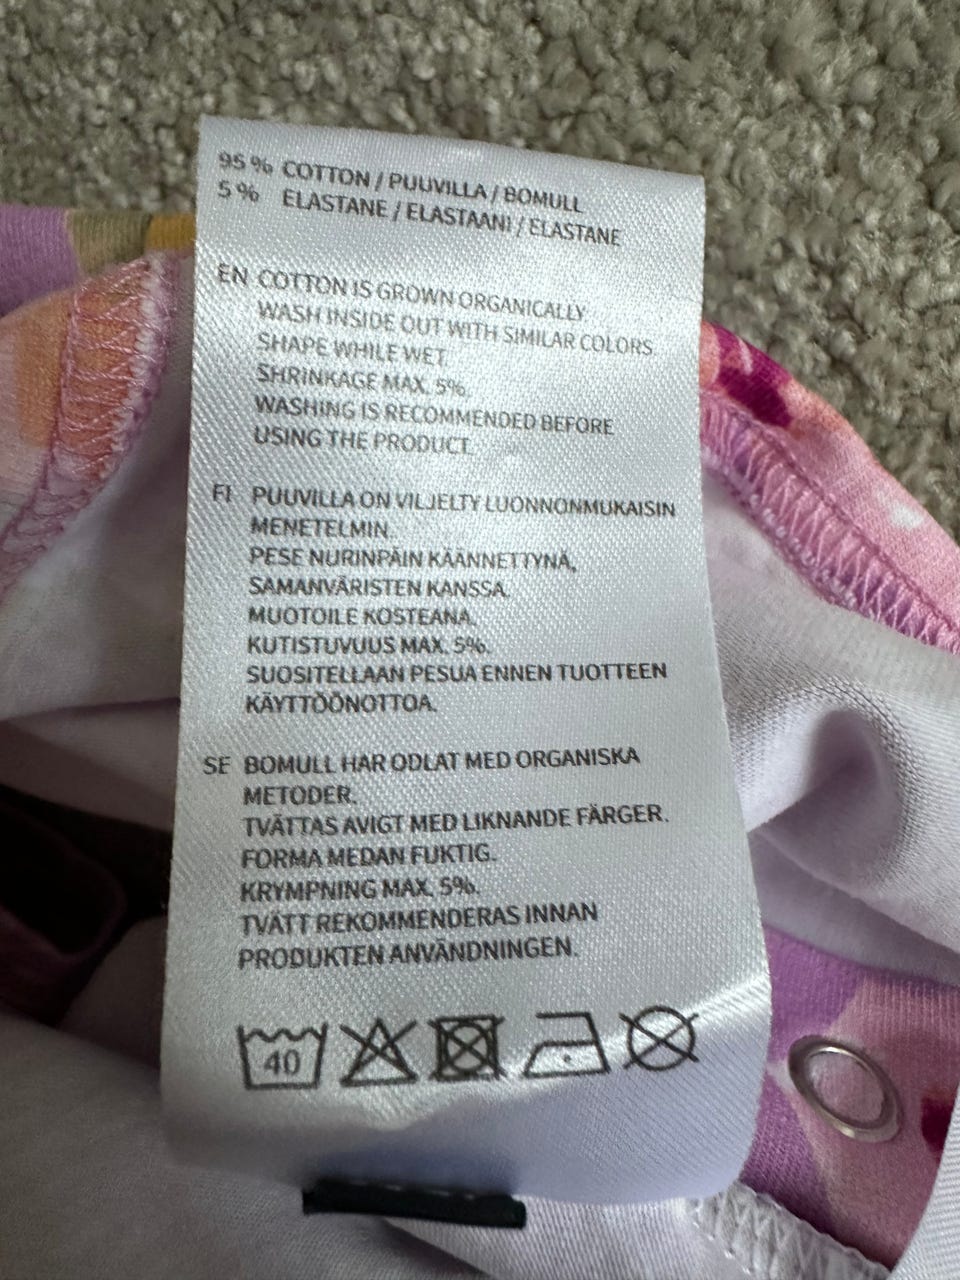 95 % COTTON / PUUVILLA / BOMULL
5 % ELASTANE / ELASTAANI / ELASTANE
EN COTTON IS GROWN ORGANICALLY
WASH INSIDE OUT WITH SIMILAR COLORS
SHAPE WHILE WET.
SHRINKAGE MAX. 5%.
WASHING IS RECOMMENDED BEFORE
USING THE PRODUCT.
FI PUUVILLA ON VILJELTY LUONNONMUKAISIN
MENETELMIN.
PESE NURINPÄIN KÄÄNNETTYNÄ,
SAMANVÄRISTEN KANSSA.
MUOTOILE KOSTEANA.
KUTISTUVUUS MAX. 5%.
SUOSITELLAAN PESUA ENNEN TUOTTEEN
KÄYTTÖÖNOTTOA.
SE BOMULL HAR ODLAT MED ORGANISKA
METODER.
TVÄTTAS AVIGT MED LIKNANDE FÄRGER.
FORMA MEDAN FUKTIG.
KRYMPNING MAX. 5%.
TVÄTT REKOMMENDERAS INNAN
PRODUKTEN ANVÄNDNINGEN.
40